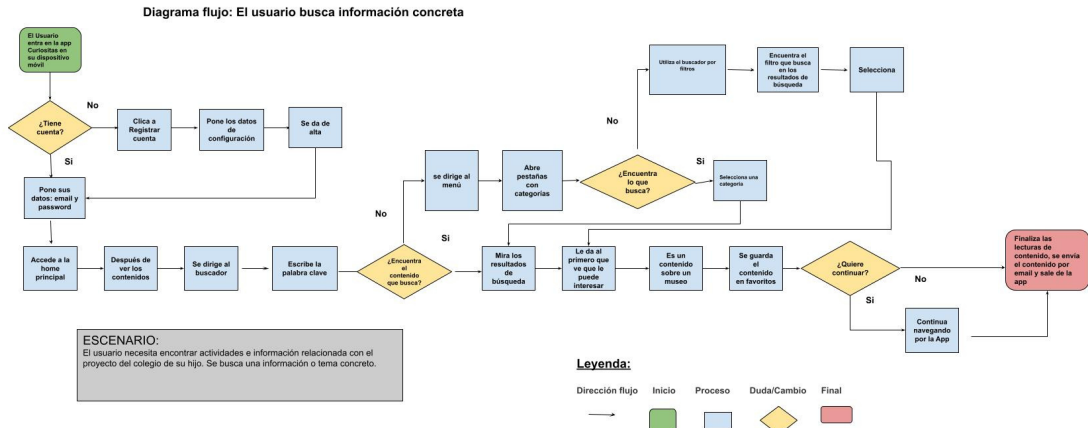 Diagrama flujo: El usuario busca información concreta
El Usuario
entra en la app
Curiositas en
su dispositivo
móvil
¿Tiene
cuenta?
No
Clica a
Registrar
cuenta
Pone los datos
de
configuración
Se da de
alta
Si
Pone sus
datos: email y
password
Accede a la
home
principal
Después de
ver los
contenidos
Se dirige al
buscador
Escribe la
palabra clave
¿Encuentra
el
contenido
que busca?
No
Si
se dirige al
menú
Abre
pestañas
con
categorías
¿Encuentra
lo que
busca?
No
Si
Utiliza el buscador por
filtros
Encuentra el
filtro que busca
en los
resultados de
búsqueda
Selecciona
Selecciona una
categoría
Mira los
resultados
de
búsqueda
Le da al
primero que
ve que le
puede
interesar
Es un
contenido
sobre un
museo
Se guarda
el
contenido
en favoritos
¿Quiere
continuar?
No
Si
Continua
navegando
por la App
Finaliza las
lecturas de
contenido, se envía
el contenido por
email y sale de la
app
ESCENARIO:
El usuario necesita encontrar actividades e información relacionada con el
proyecto del colegio de su hijo. Se busca una información o tema concreto.
Leyenda:
Dirección flujo
Inicio
Proceso
Duda/Cambio
Final